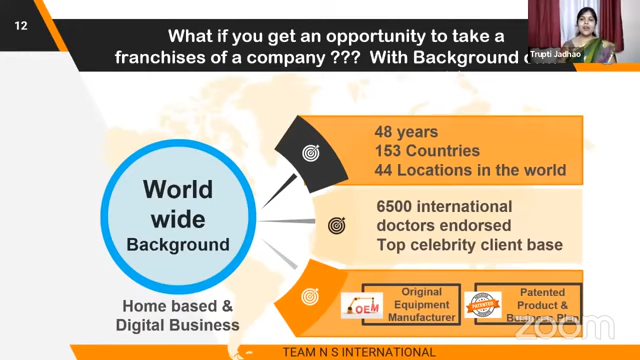 12
What if you get an opportunity to take a
franchises of a company ??? With Background
Trupti Jadhao
48 years
153 Countries
44 Locations in the world
World
wide
Background
6500 international
doctors endorsed
Top celebrity client base
Home based &
Digital Business
OEM
Original
Equipment
Manufacturer
PATENTED
Patented
Product &
Business Plan
zoom
TEAM N S INTERNATIONAL